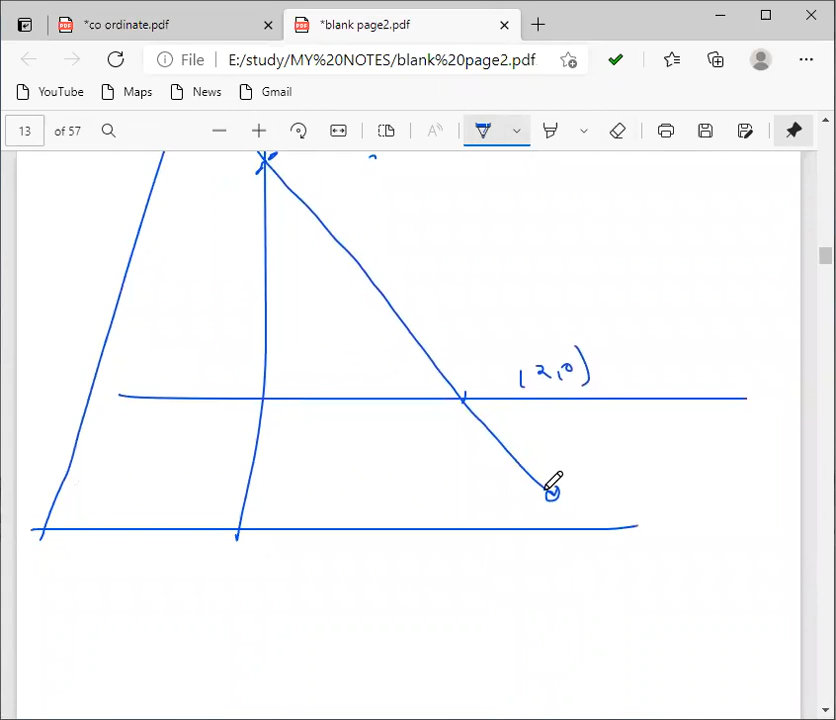 *co ordinate.pdf
*blank page2.pdf
File E:/study/MY%20NOTES/blank%20page2.pdf
YouTube Maps News Gmail
13 of 57
(2,0)